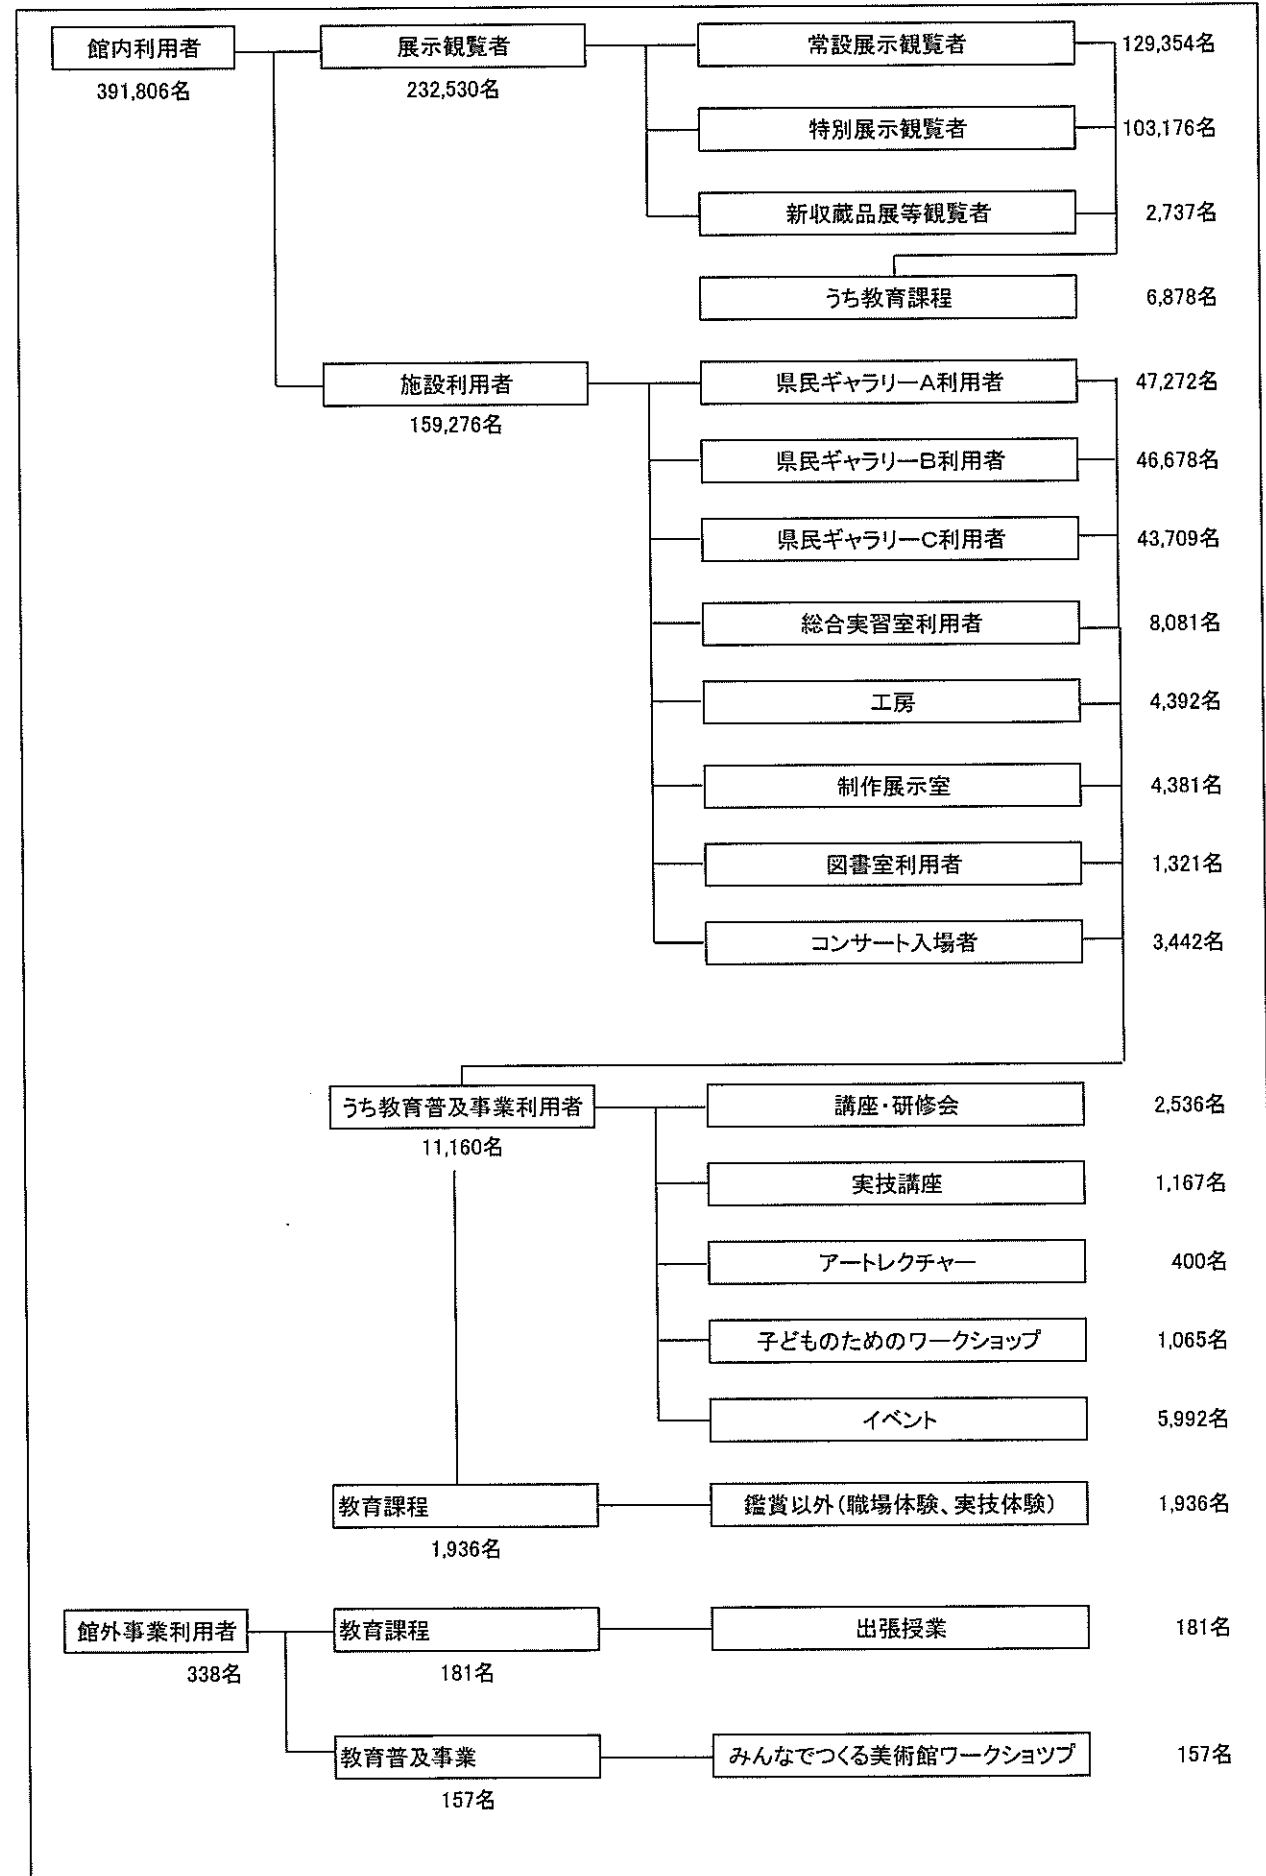 館内利用者 展示観覧者 常設展示観覧者 129,354名
391,806名 232,530名
特別展示観覧者 103,176名
新収蔵品展等観覧者 2,737名
うち教育課程 6,878名
施設利用者 県民ギャラリーA利用者 47,272名
159,276名
県民ギャラリーB利用者 46,678名
県民ギャラリーC利用者 43,709名
総合実習室利用者 8,081名
工房 4,392名
制作展示室 4,381名
図書室利用者 1,321名
コンサート入場者 3,442名
うち教育普及事業利用者 講座・研修会 2,536名
11,160名
実技講座 1,167名
アートレクチャー 400名
子どものためのワークショップ 1,065名
イベント 5,992名
教育課程 鑑賞以外(職場体験、実技体験) 1,936名
1,936名
館外事業利用者 教育課程 出張授業 181名
338名 181名
教育普及事業 みんなでつくる美術館ワークショツプ 157名
157名